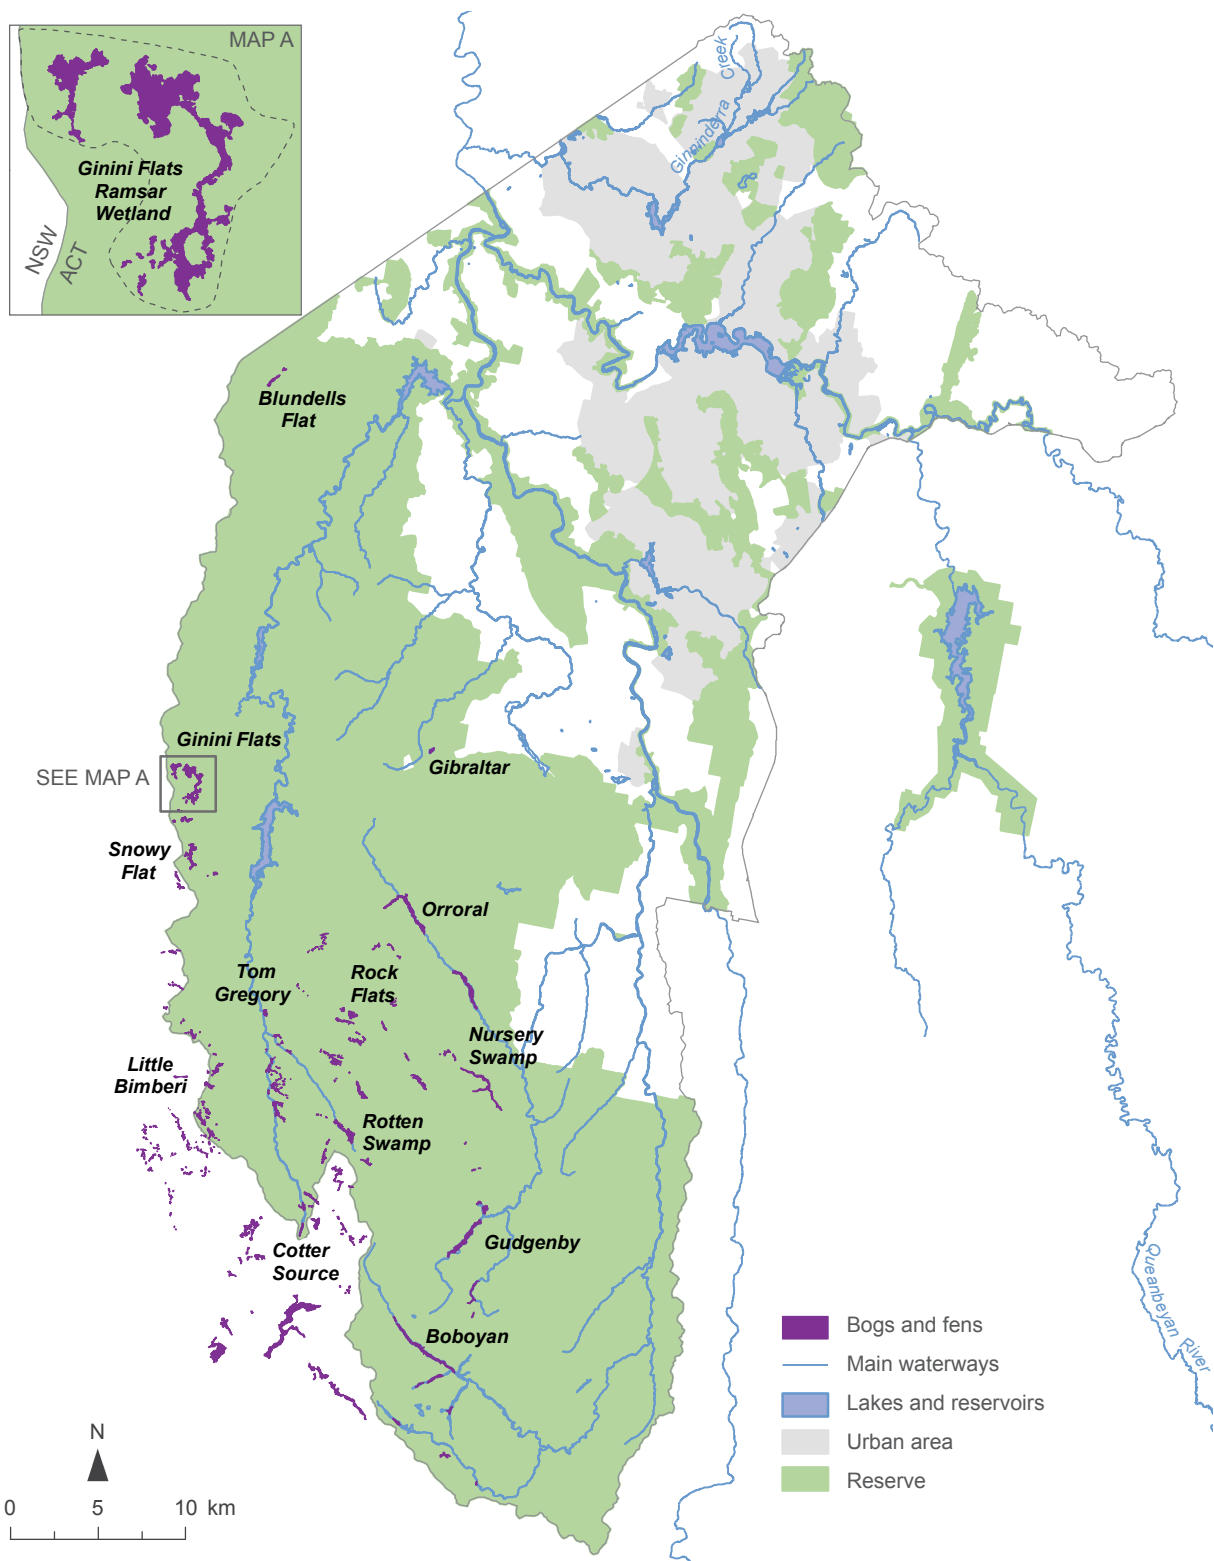 MAP A
Ginini Flats
Ramsar
Wetland
NSW
ACT
Ginninderra Creek
Blundells
Flat
Ginini Flats
SEE MAP A
Gibraltar
Snowy
Flat
Orroral
Tom
Gregory
Rock
Flats
Nursery
Swamp
Little
Bimberi
Rotten
Swamp
Gudgenby
Cotter
Source
Queanbeyan River
Boboyan
Bogs and fens
Main waterways
Lakes and reservoirs
Urban area
Reserve
N
0 5 10 km